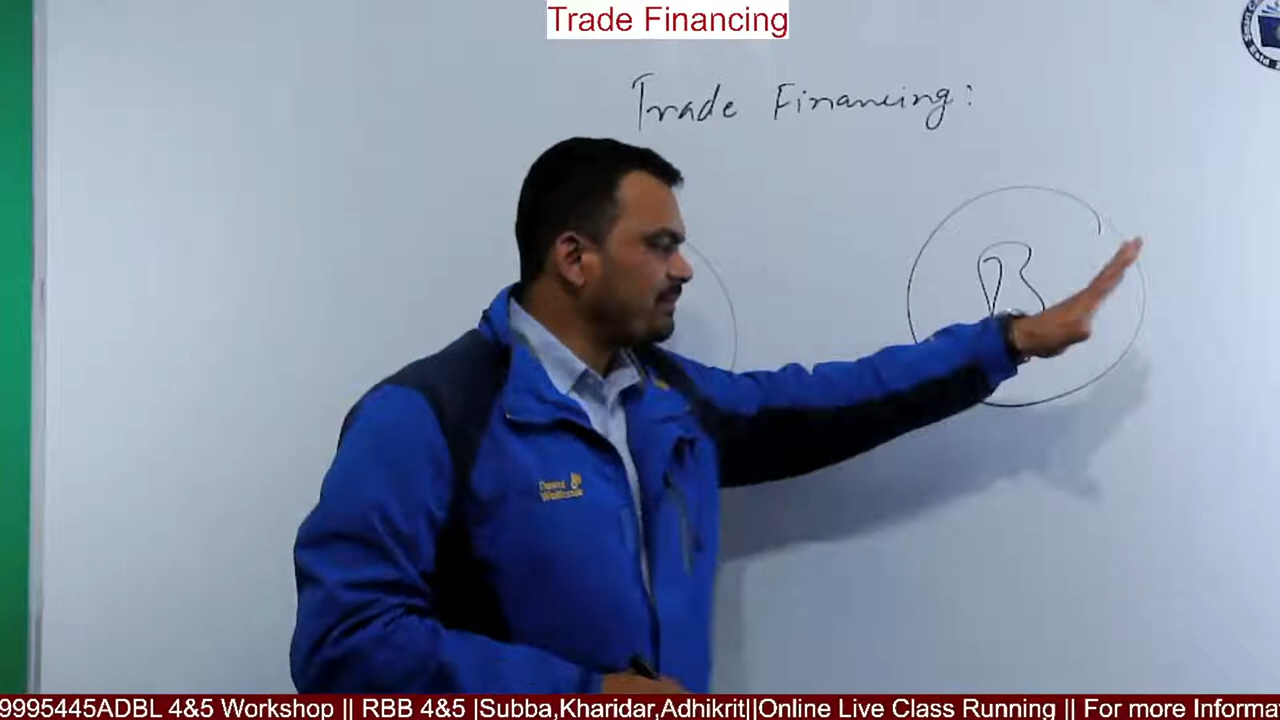 Trade Financing
Trade Financing:
B
9995445ADBL 4&5 Workshop || RBB 4&5 |Subba,Kharidar,Adhikrit||Online Live Class Running || For more Informa